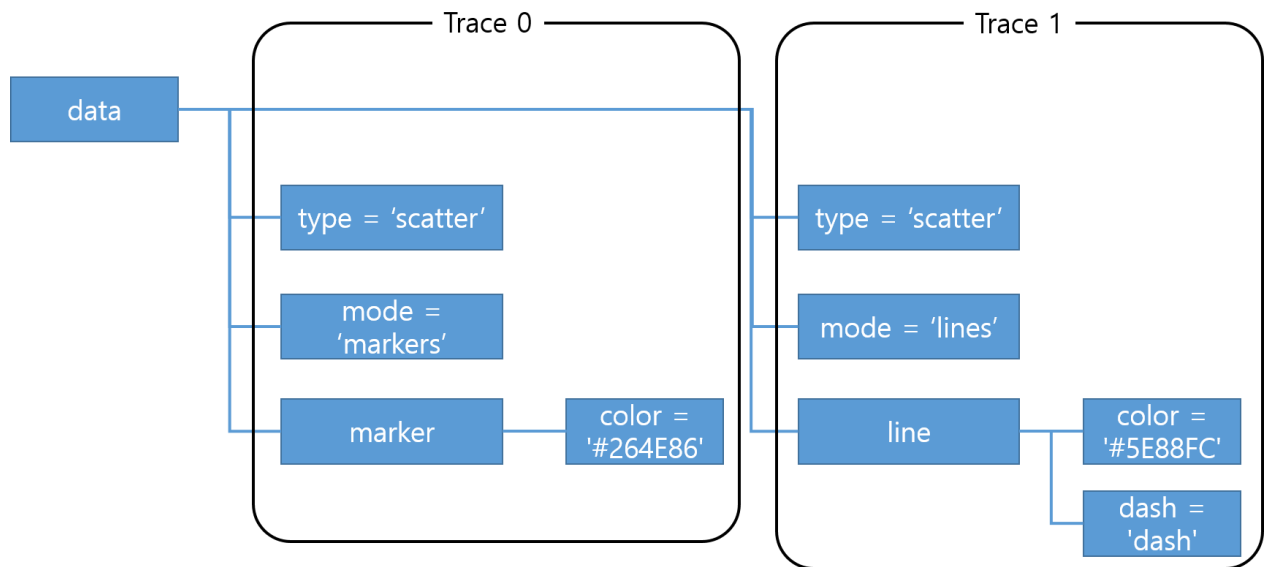 Trace 0
Trace 1
data
type = ‘scatter’
mode =
‘markers’
marker
color =
'#264E86'
type = ‘scatter’
mode = ‘lines’
line
color =
'#5E88FC'
dash =
'dash'